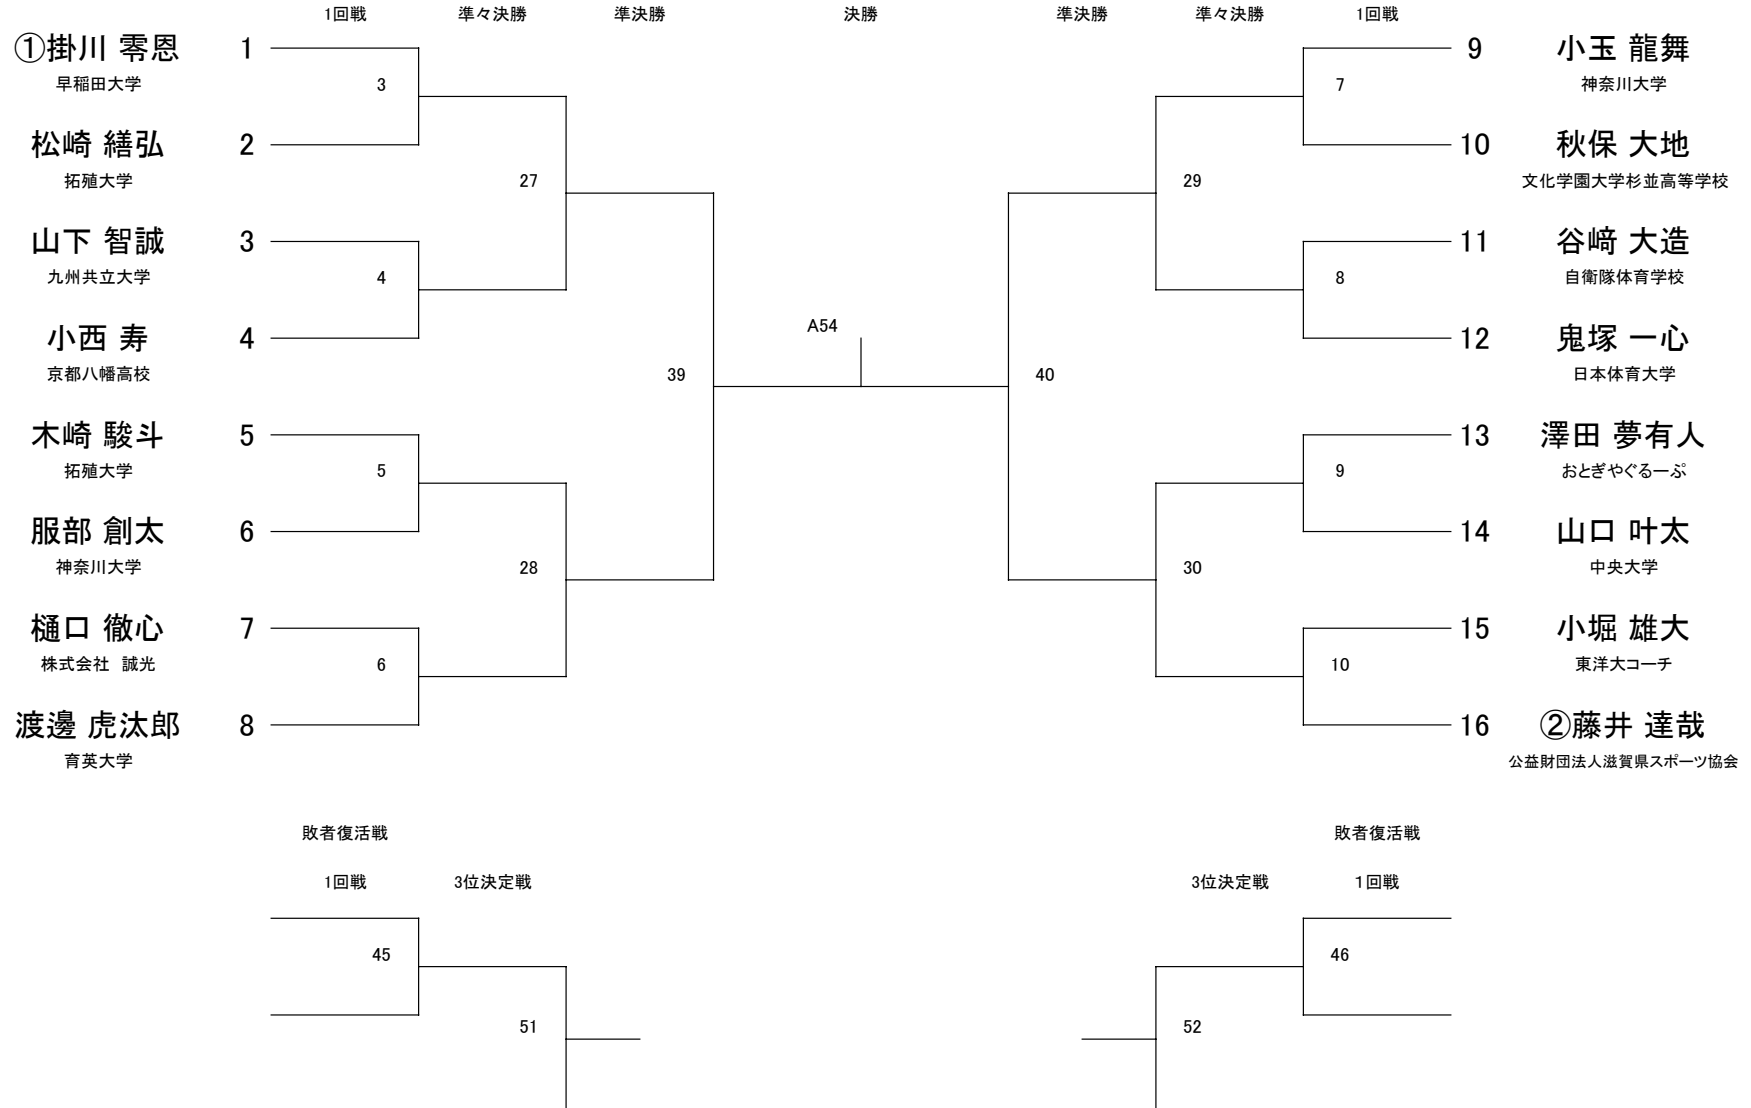 1回戦 準々決勝 準決勝 決勝 準決勝 準々決勝 1回戦
①掛川 零恩 1
早稲田大学
3
松崎 繕弘 2
拓殖大学
27
山下 智誠 3
九州共立大学
4
小西 寿 4
京都八幡高校
39
木崎 駿斗 5
拓殖大学
5
服部 創太 6
神奈川大学
28
樋口 徹心 7
株式会社 誠光
6
渡邊 虎汰郎 8
育英大学
A54
9 小玉 龍舞
神奈川大学
7
10 秋保 大地
文化学園大学杉並高等学校
29
11 谷﨑 大造
自衛隊体育学校
8
12 鬼塚 一心
日本体育大学
40
13 澤田 夢有人
おとぎやぐるーぷ
9
14 山口 叶太
中央大学
30
15 小堀 雄大
東洋大コーチ
10
16 ②藤井 達哉
公益財団法人滋賀県スポーツ協会
敗者復活戦 敗者復活戦
1回戦 3位決定戦 3位決定戦 1回戦
45 46
51 52